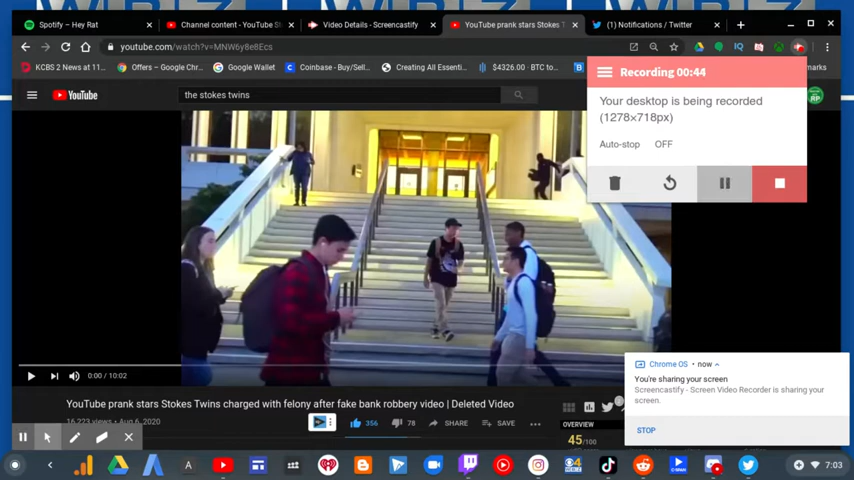 Spotify – Hey Rat
Channel content - YouTube St
Video Details - Screencastify
YouTube prank stars Stokes T
(1) Notifications / Twitter
youtube.com/watch?v=MNW6y8e8Ecs
KCBS 2 News at 11...
Offers – Google Chr...
Google Wallet
Coinbase - Buy/Sell...
Creating All Essenti...
$4326.00 - BTC to...
YouTube
the stokes twins
Recording 00:44
Your desktop is being recorded
(1278×718px)
Auto-stop OFF
0:00 / 10:02
Chrome OS • now
You're sharing your screen
Screencastify - Screen Video Recorder is sharing your
screen.
STOP
YouTube prank stars Stokes Twins charged with felony after fake bank robbery video | Deleted Video
16,223 views • Aug 6, 2020
356
78
SHARE
SAVE
OVERVIEW
45/100
7:03